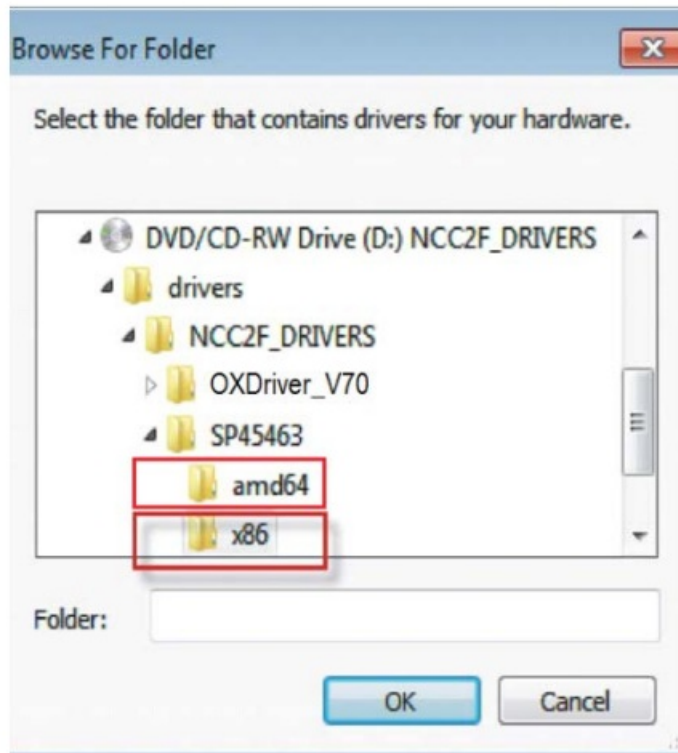 Browse For Folder
Select the folder that contains drivers for your hardware.
DVD/CD-RW Drive (D:) NCC2F_DRIVERS
drivers
NCC2F_DRIVERS
OXDriver_V70
SP45463
amd64
x86
Folder:
OK Cancel